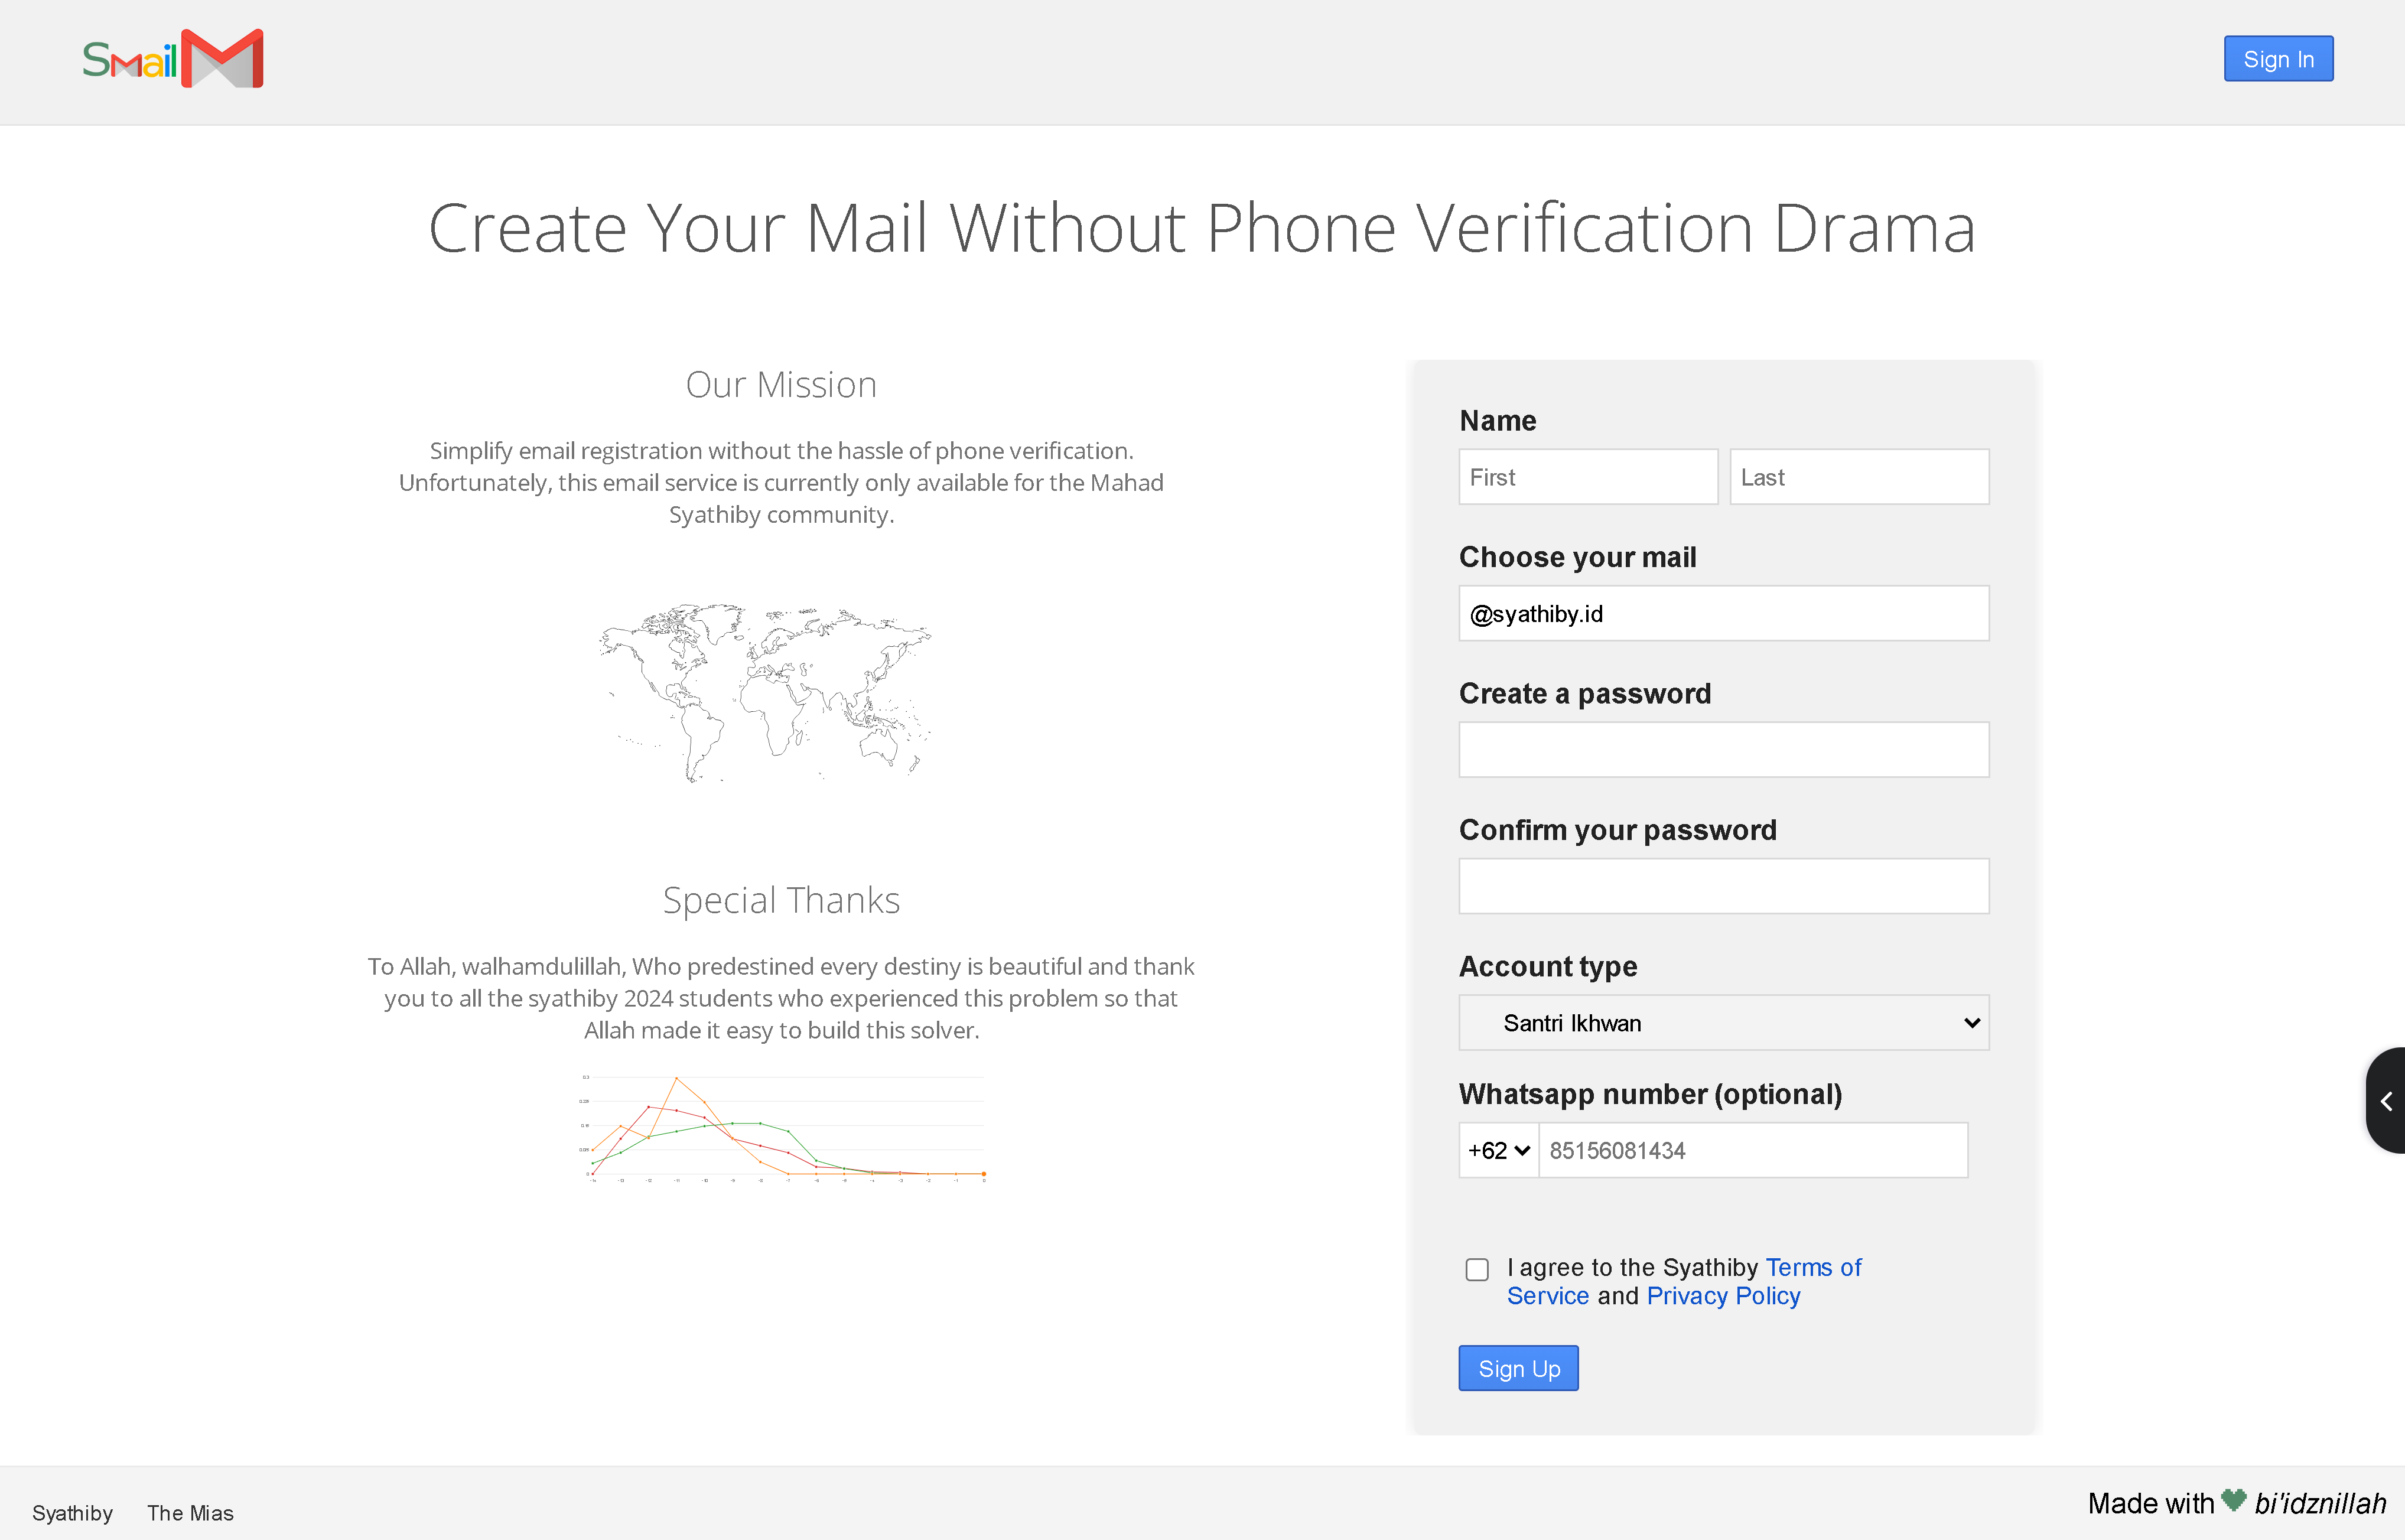 Smail
Sign In
Create Your Mail Without Phone Verification Drama
Our Mission
Simplify email registration without the hassle of phone verification.
Unfortunately, this email service is currently only available for the Mahad
Syathiby community.
Special Thanks
To Allah, walhamdulillah, Who predestined every destiny is beautiful and thank
you to all the syathiby 2024 students who experienced this problem so that
Allah made it easy to build this solver.
Name
First Last
Choose your mail
@syathiby.id
Create a password
Confirm your password
Account type
Santri Ikhwan
Whatsapp number (optional)
+62 85156081434
I agree to the Syathiby Terms of
Service and Privacy Policy
Sign Up
Syathiby The Mias
Made with bi'idznillah